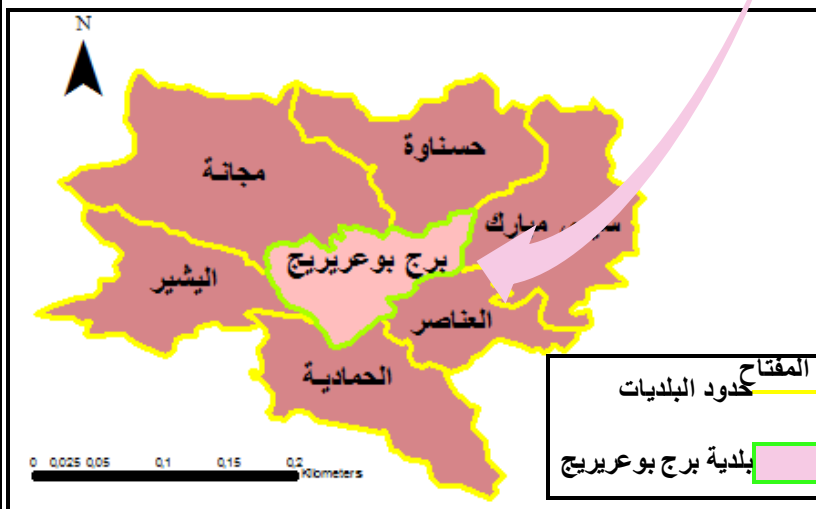 N
حسناوة
مجانة
مبارك
برج بوعريريج
اليشير
العناصر
الحمادية
المفتاح
حدود البلديات
بلدية برج بوعريريج
0 0,025 0,05 0,1 0,15 0,2
Kilometers